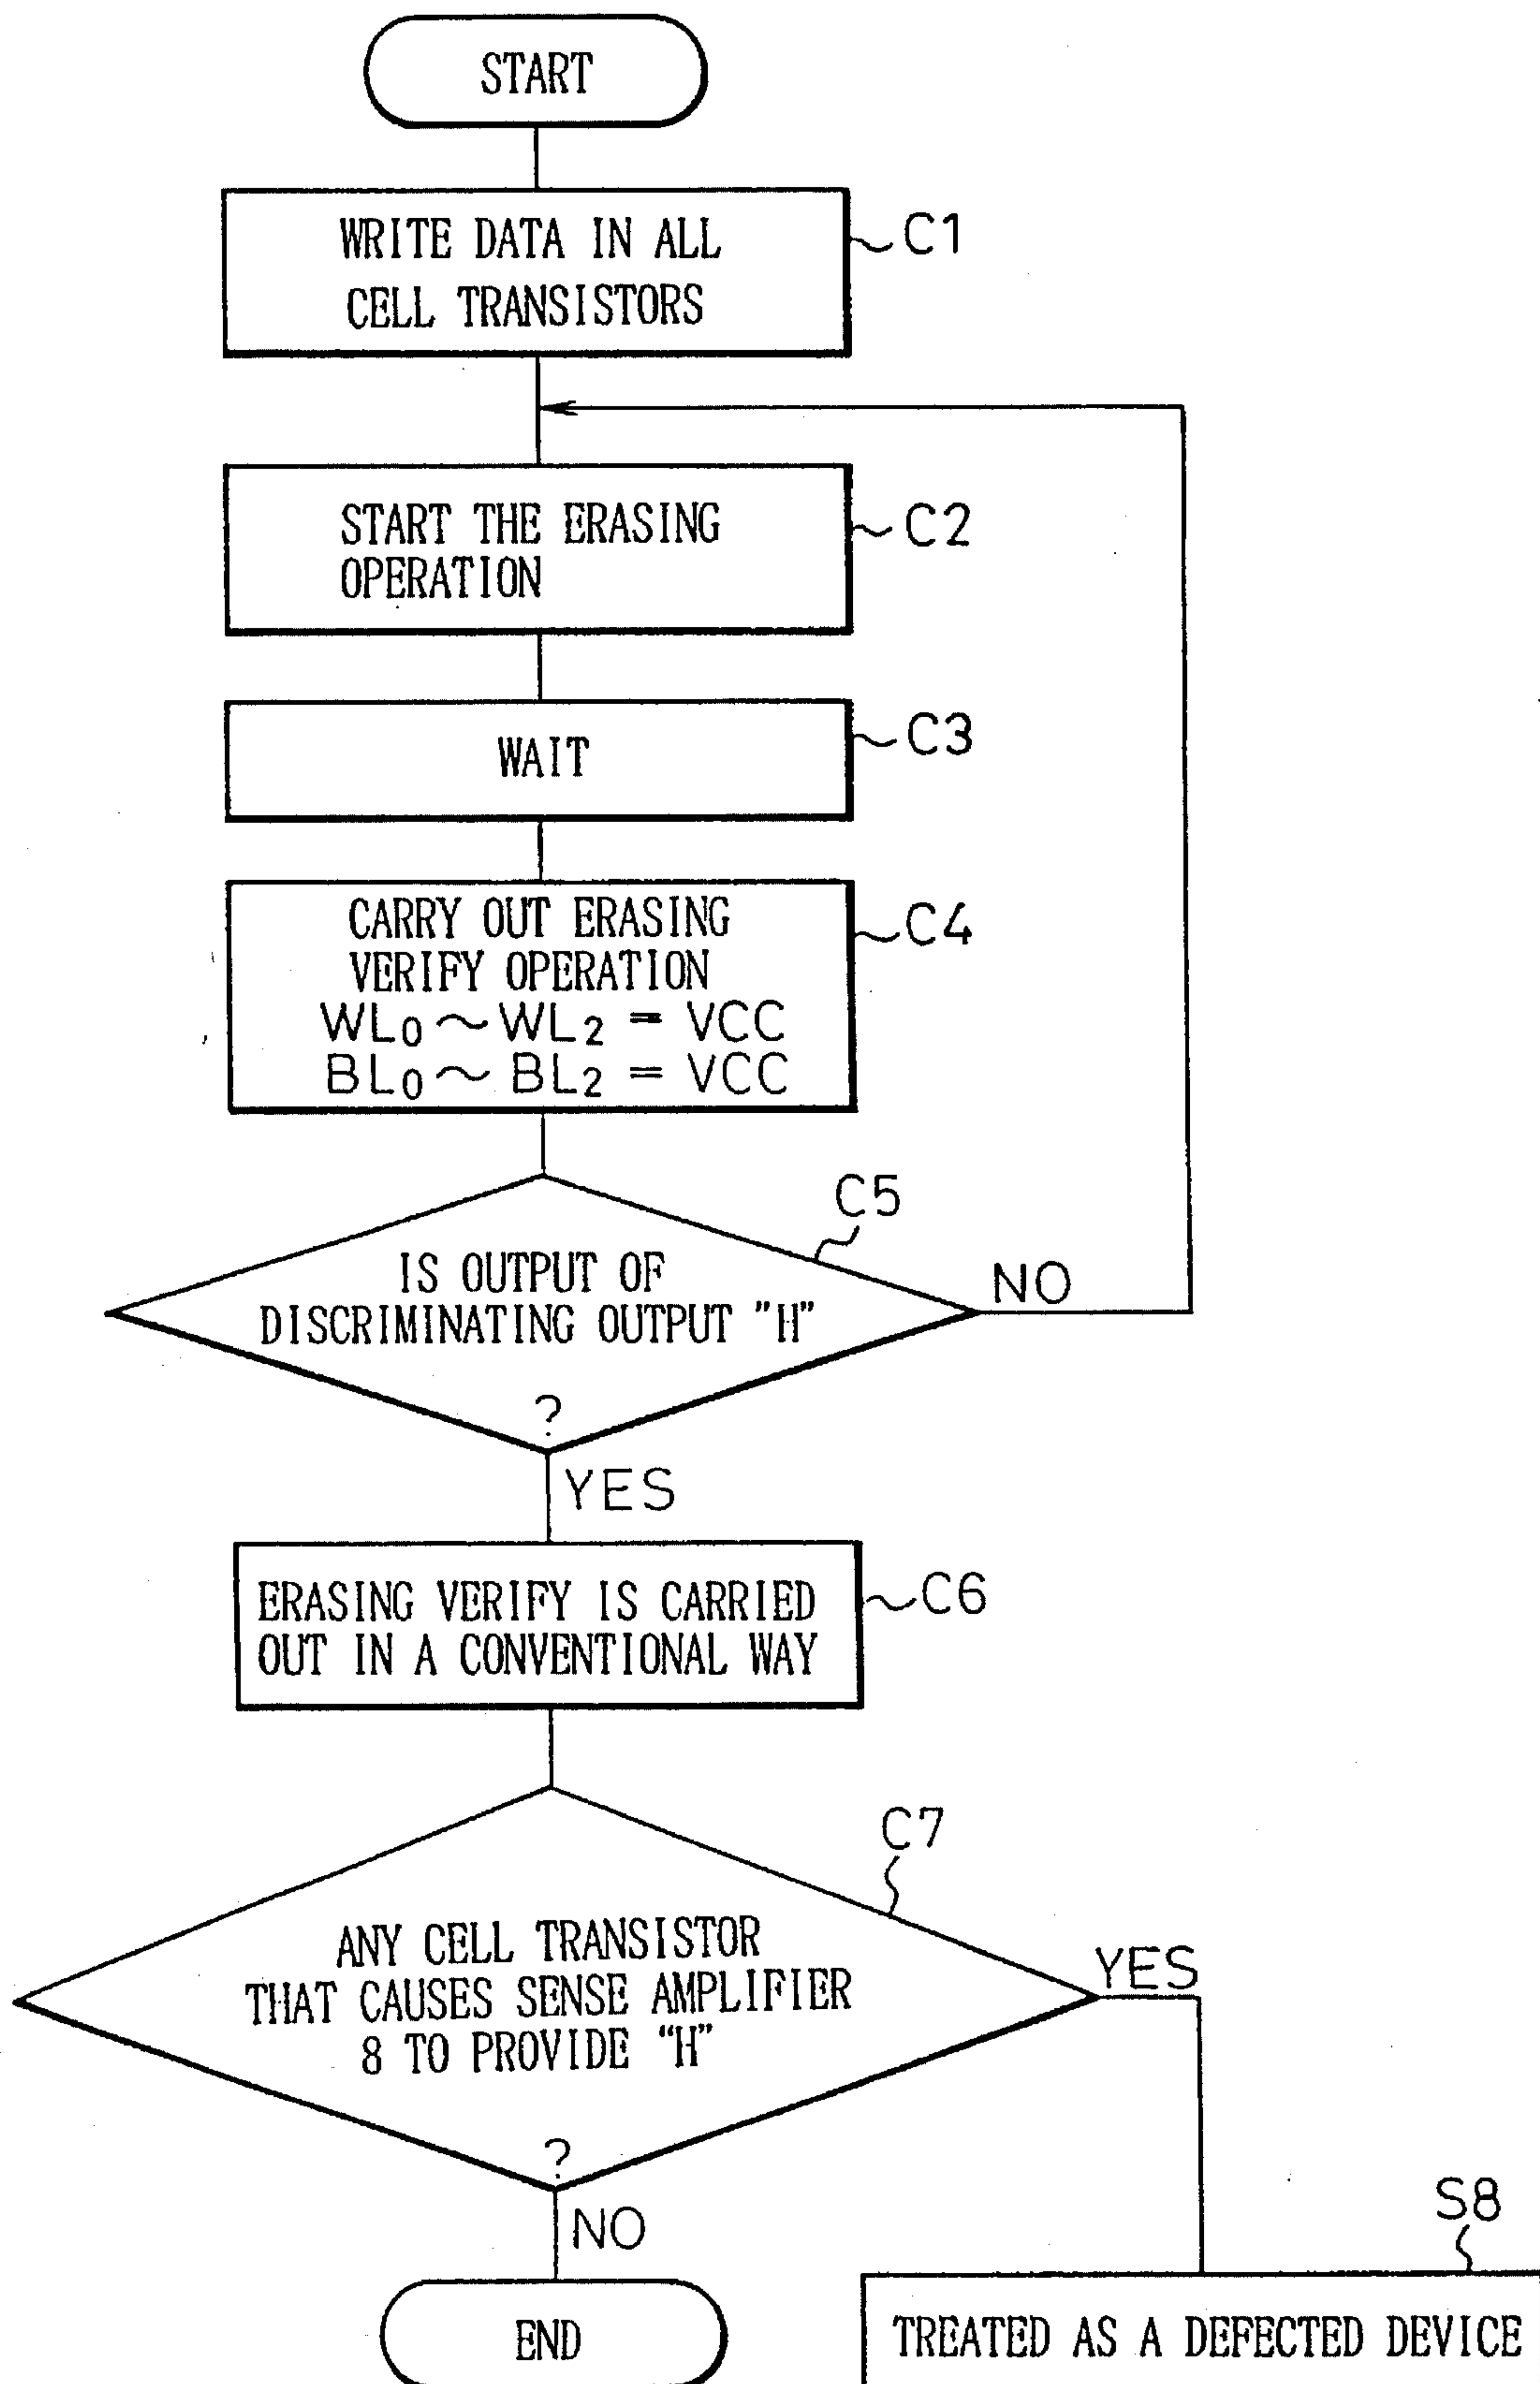 START
WRITE DATA IN ALL
CELL TRANSISTORS
C1
START THE ERASING
OPERATION
C2
WAIT
C3
CARRY OUT ERASING
VERIFY OPERATION
WL0 ~ WL2 = VCC
BL0 ~ BL2 = VCC
C4
C5
IS OUTPUT OF
DISCRIMINATING OUTPUT "H"
?
NO
YES
ERASING VERIFY IS CARRIED
OUT IN A CONVENTIONAL WAY
C6
C7
ANY CELL TRANSISTOR
THAT CAUSES SENSE AMPLIFIER
8 TO PROVIDE "H"
?
YES
NO
S8
END
TREATED AS A DEFECTED DEVICE